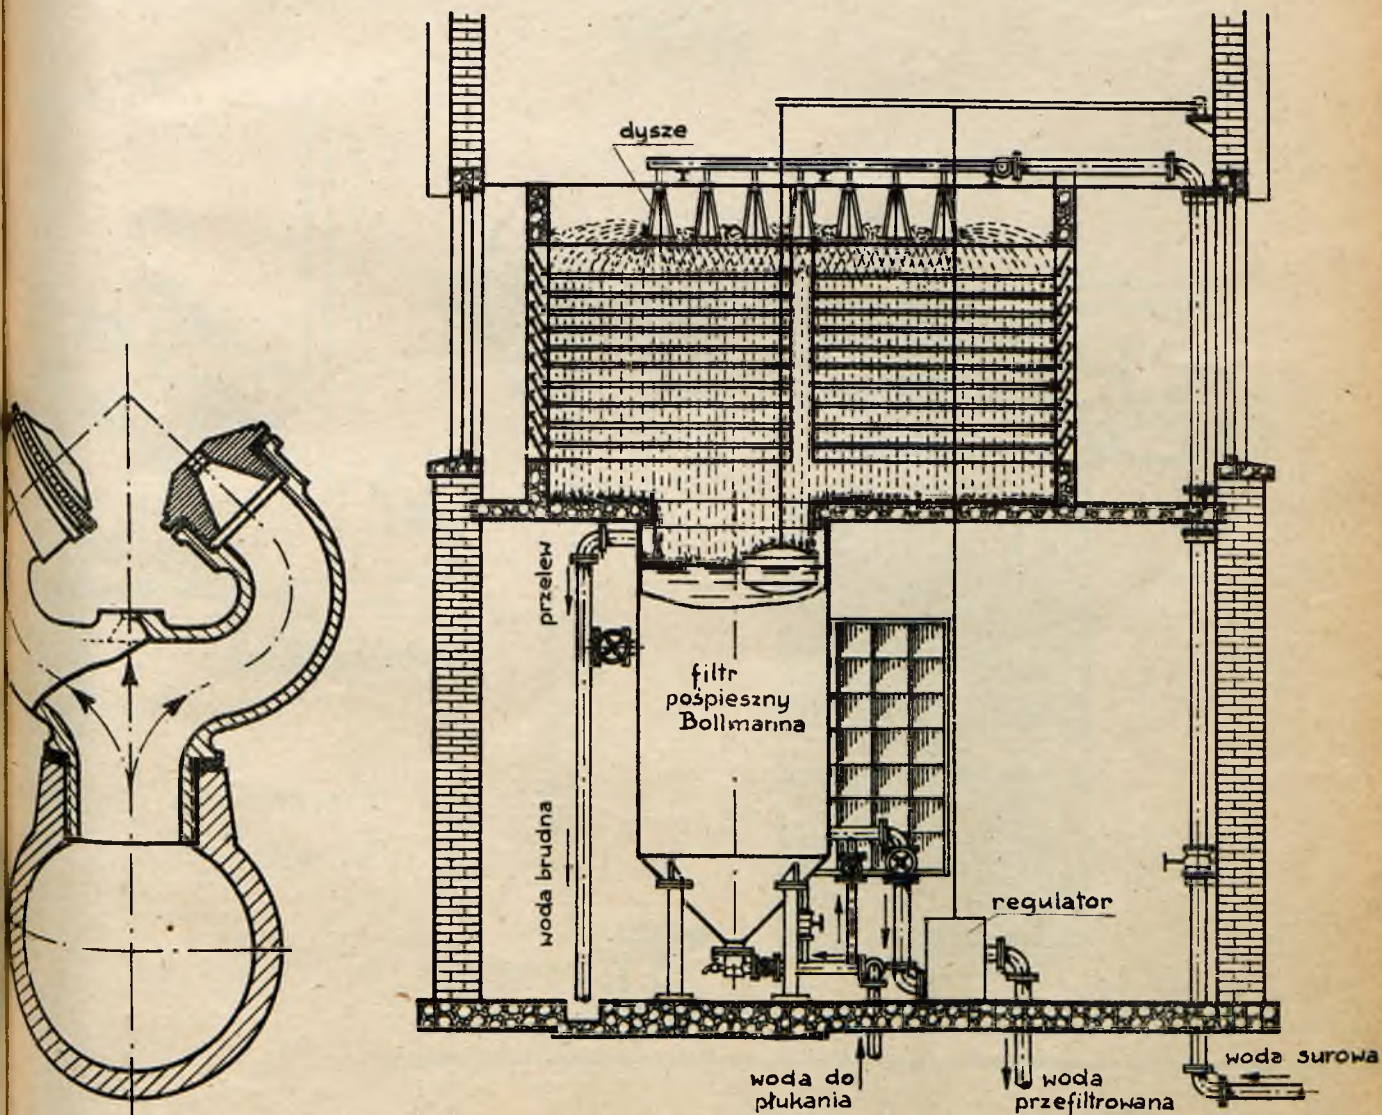 dysze
przelew
filtr
pośpieszny
Bollmanna
woda brudna
regulator
woda do
płukania
woda
przefiltrowana
woda surowa